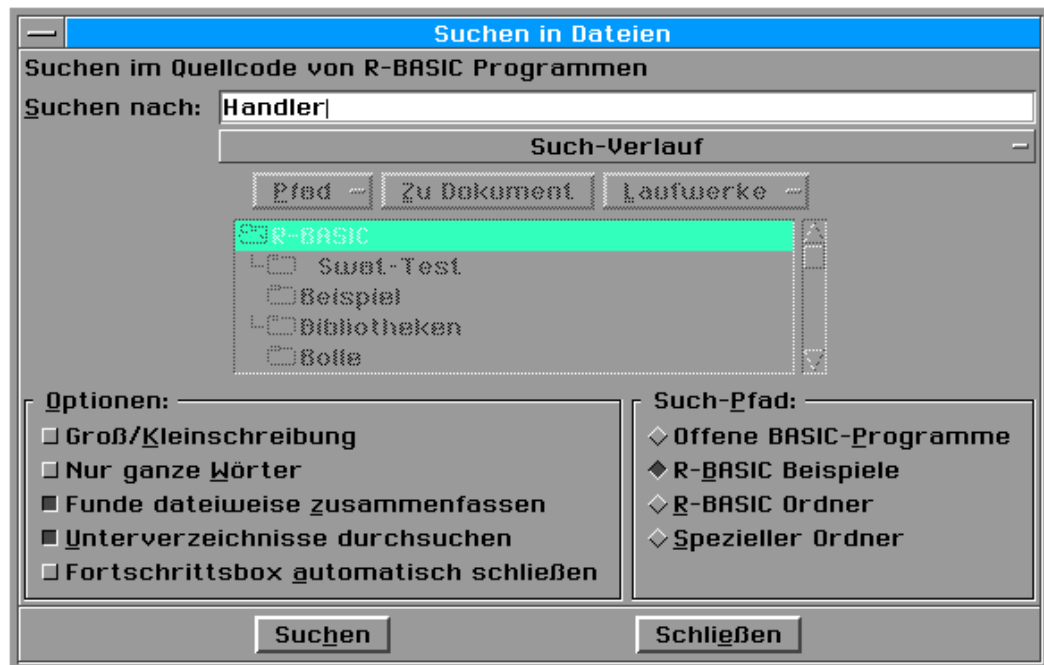 Suchen in Dateien
Suchen im Quellcode von R-BASIC Programmen
Suchen nach: Handler
Such-Verlauf
Pfad Zu Dokument Laufwerke
R-BASIC
Swat-Test
Beispiel
Bibliotheken
Bolle
Optionen:
Groß/Kleinschreibung
Nur ganze Wörter
Funde dateiweise zusammenfassen
Unterverzeichnisse durchsuchen
Fortschrittsbox automatisch schließen
Such-Pfad:
Offene BASIC-Programme
R-BASIC Beispiele
R-BASIC Ordner
Spezieller Ordner
Suchen Schließen